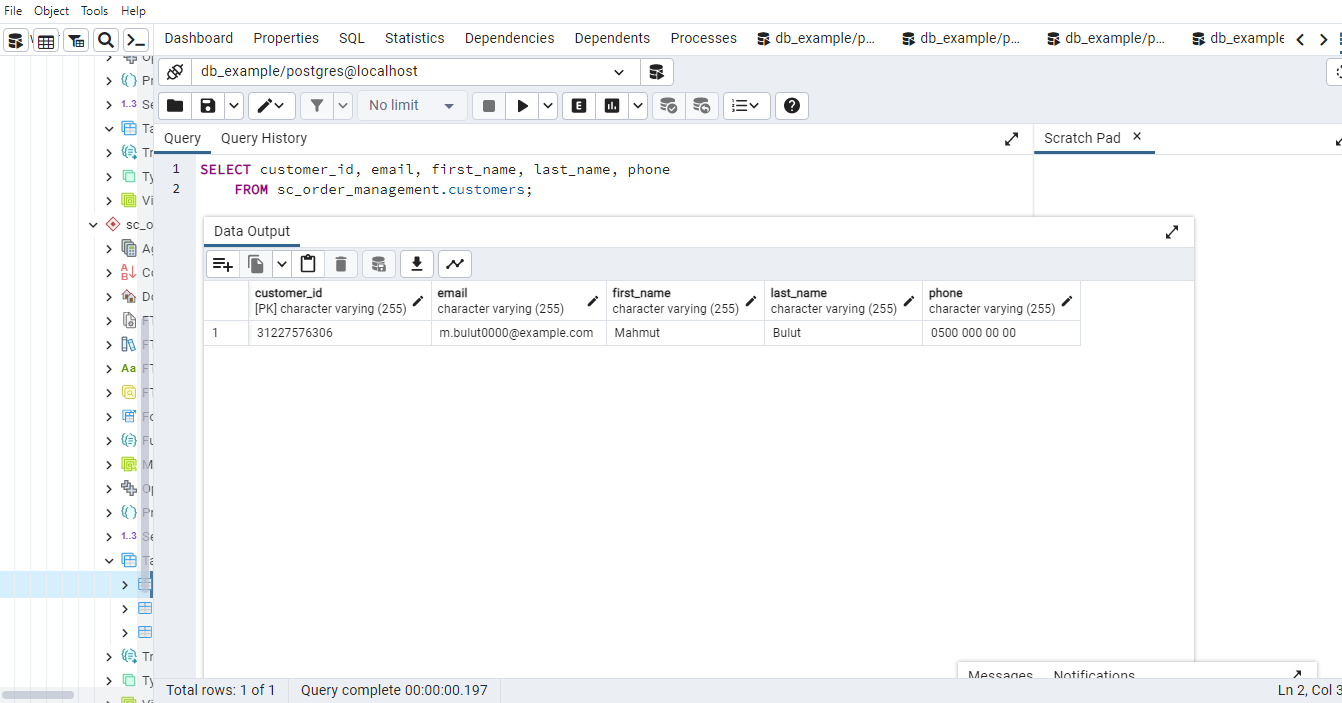 File Object Tools Help
Dashboard Properties SQL Statistics Dependencies Dependents Processes db_example/p... db_example/p... db_example/p... db_example
db_example/postgres@localhost
No limit
E
Query Query History Scratch Pad
1 SELECT customer_id, email, first_name, last_name, phone
2 FROM sc_order_management.customers;
Data Output
customer_id email first_name last_name phone
[PK] character varying (255) character varying (255) character varying (255) character varying (255) character varying (255)
1 31227576306 m.bulut0000@example.com Mahmut Bulut 0500 000 00 00
Pr
1..3 Se
Ta
Tr
Ty
Vi
sc_o
Ag
Co
Do
FT
FT
Aa FT
FT
Fo
Fu
M
Op
Pr
1..3 Se
Ta
Tr
Ty
Messages Notifications
Total rows: 1 of 1 Query complete 00:00:00.197 Ln 2, Col 3